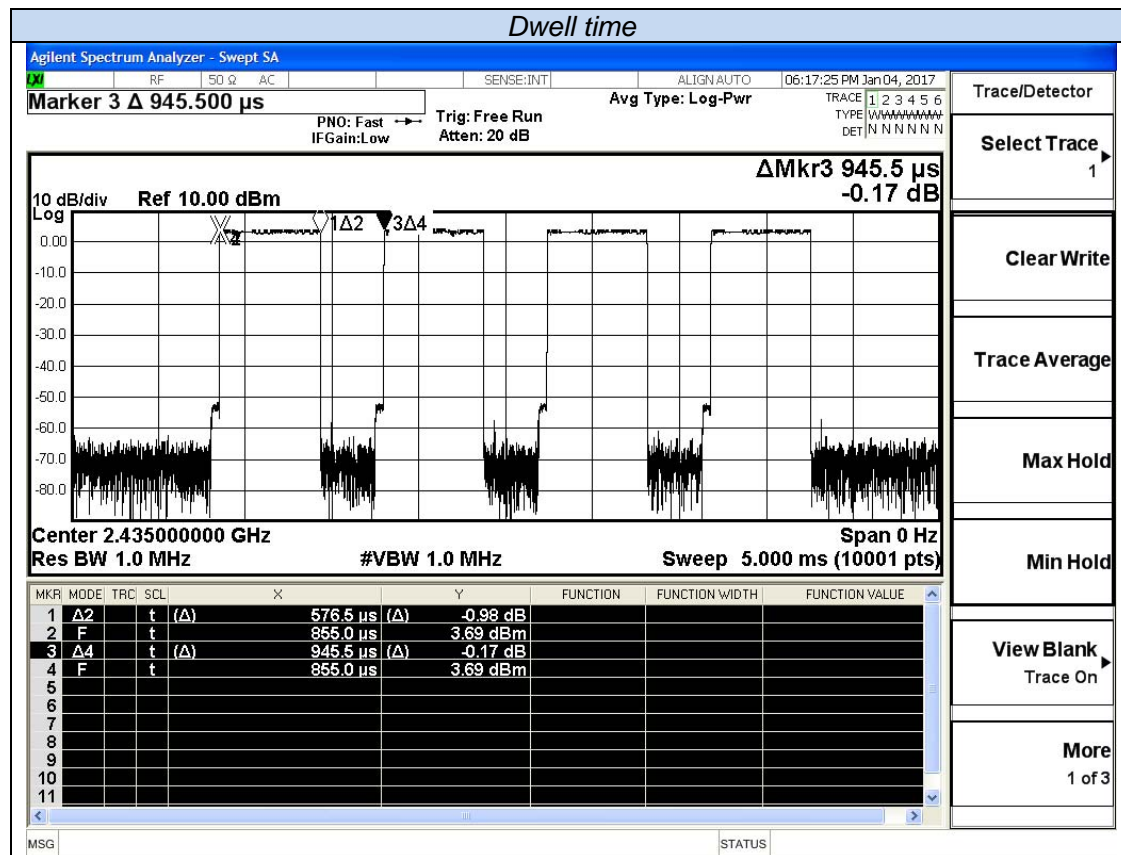 Dwell time
Agilent Spectrum Analyzer - Swept SA
LXI RF 50 Ω AC SENSE:INT ALIGN AUTO 06:17:25 PM Jan 04, 2017
Marker 3 Δ 945.500 µs
PNO: Fast
IFGain:Low
Trig: Free Run
Atten: 20 dB
Avg Type: Log-Pwr
TRACE 1 2 3 4 5 6
TYPE
DET N N N N N N
ΔMkr3 945.5 µs
-0.17 dB
10 dB/div Ref 10.00 dBm
Log
1Δ2 3Δ4
0.00
-10.0
-20.0
-30.0
-40.0
-50.0
-60.0
-70.0
-80.0
Center 2.435000000 GHz Span 0 Hz
Res BW 1.0 MHz #VBW 1.0 MHz Sweep 5.000 ms (10001 pts)
MKR MODE TRC SCL X Y FUNCTION FUNCTION WIDTH FUNCTION VALUE
1 Δ2 t (Δ) 576.5 µs (Δ) -0.98 dB
2 F t 855.0 µs 3.69 dBm
3 Δ4 t (Δ) 945.5 µs (Δ) -0.17 dB
4 F t 855.0 µs 3.69 dBm
5
6
7
8
9
10
11
MSG STATUS
Trace/Detector
Select Trace
1
Clear Write
Trace Average
Max Hold
Min Hold
View Blank
Trace On
More
1 of 3